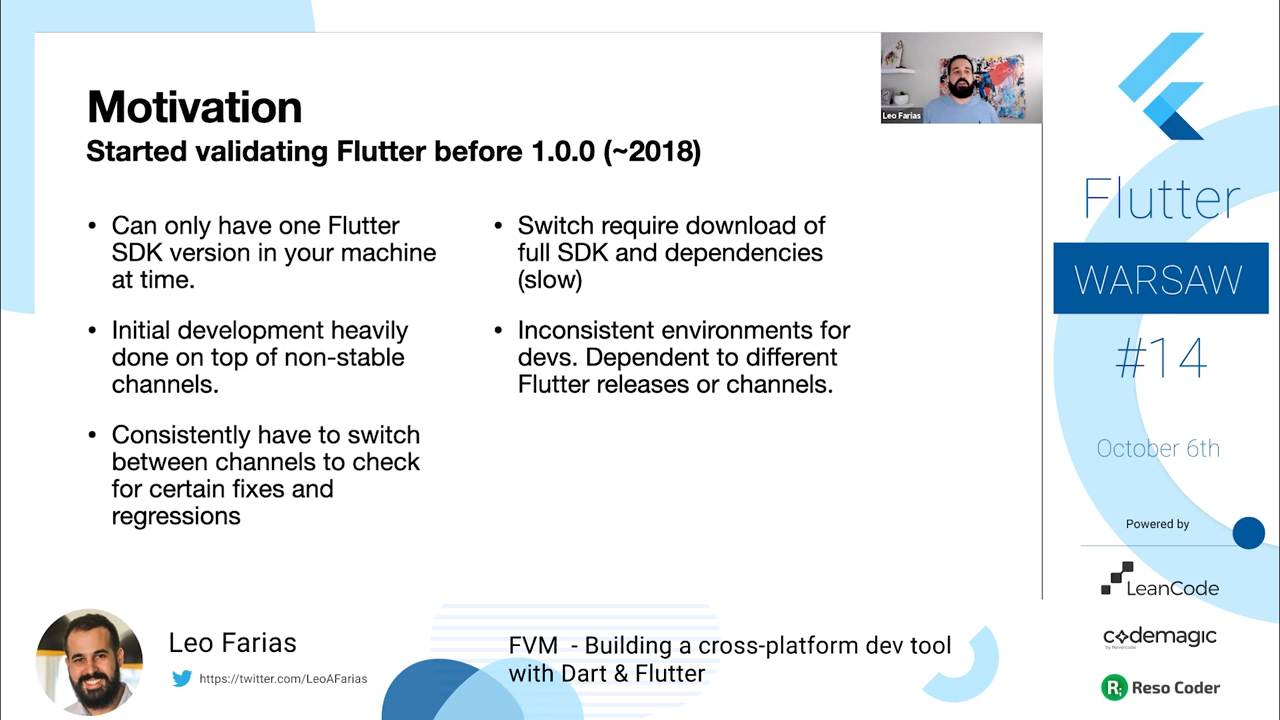 Motivation
Started validating Flutter before 1.0.0 (~2018)
• Can only have one Flutter
SDK version in your machine
at time.
• Initial development heavily
done on top of non-stable
channels.
• Consistently have to switch
between channels to check
for certain fixes and
regressions
• Switch require download of
full SDK and dependencies
(slow)
• Inconsistent environments for
devs. Dependent to different
Flutter releases or channels.
Leo Farias
Flutter
WARSAW
#14
October 6th
Powered by
LeanCode
codemagic
by Nevercode
R; Reso Coder
Leo Farias
https://twitter.com/LeoAFarias
FVM - Building a cross-platform dev tool
with Dart & Flutter